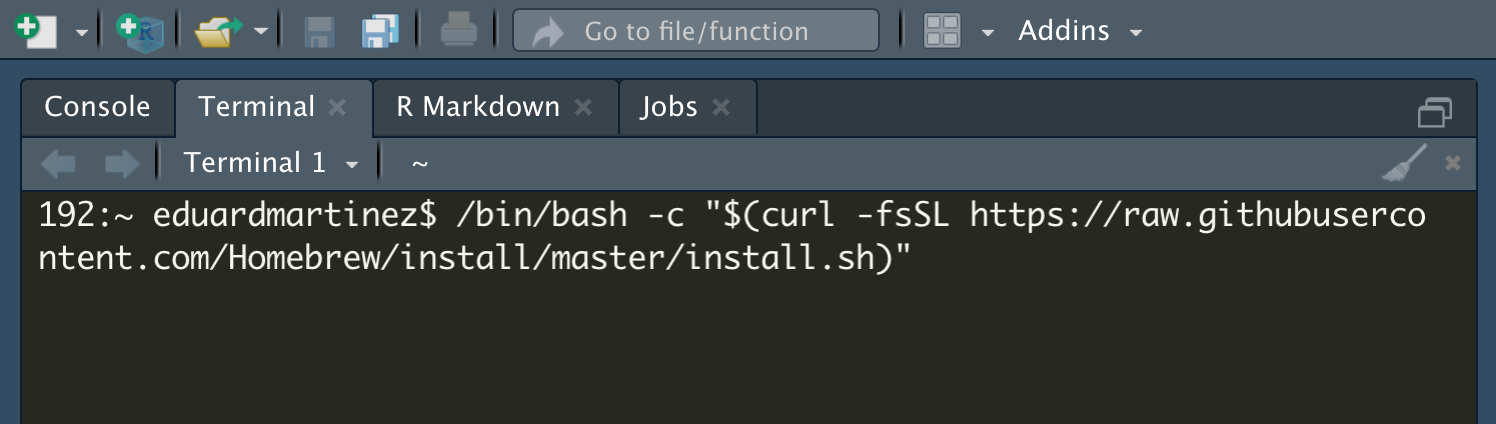 Go to file/function Addins
Console Terminal R Markdown Jobs
Terminal 1 ~
192:~ eduardmartinez$ /bin/bash -c "$(curl -fsSL https://raw.githubuserco
ntent.com/Homebrew/install/master/install.sh)"